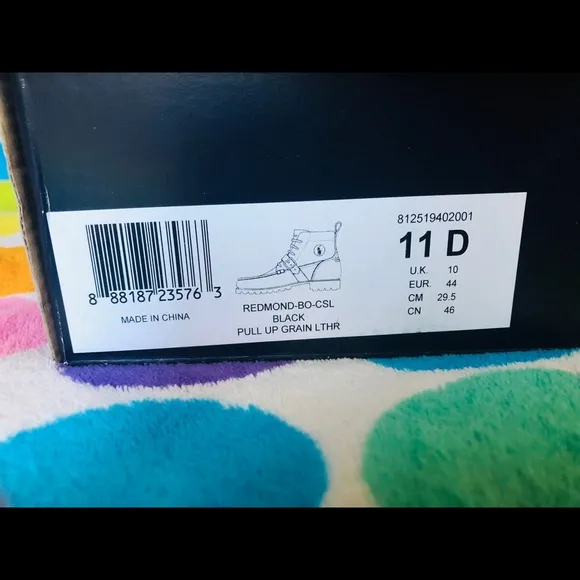 8 88187 23576 3
MADE IN CHINA
REDMOND-BO-CSL
BLACK
PULL UP GRAIN LTHR
812519402001
11 D
U.K. 10
EUR. 44
CM 29.5
CN 46